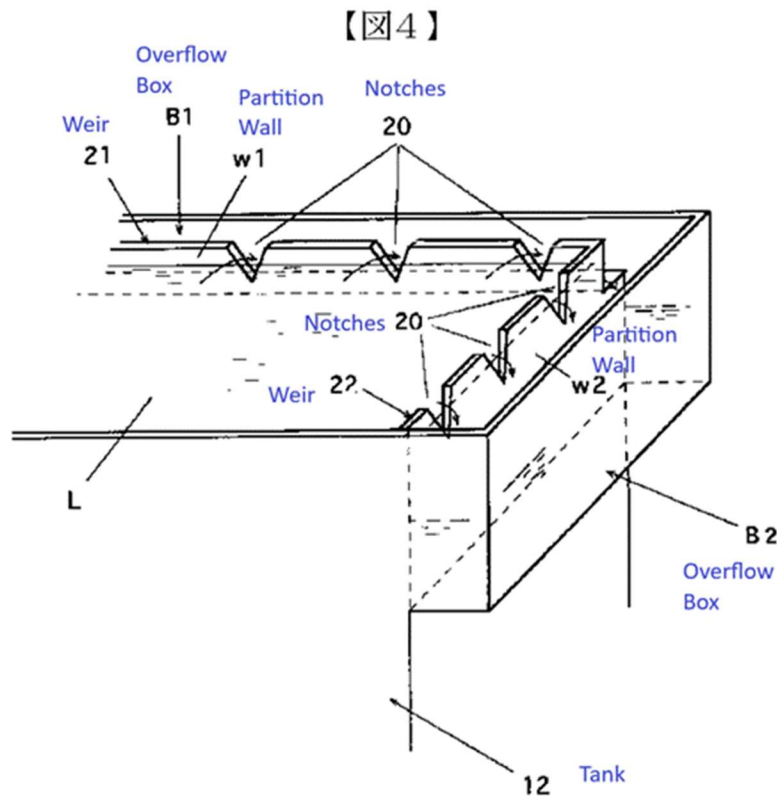 【図4】
Overflow
Box
B1
Notches
20
Partition
Wall
w1
Weir
21
Notches 20
Partition
Wall
w2
Weir 22
L
B2
Overflow
Box
12 Tank